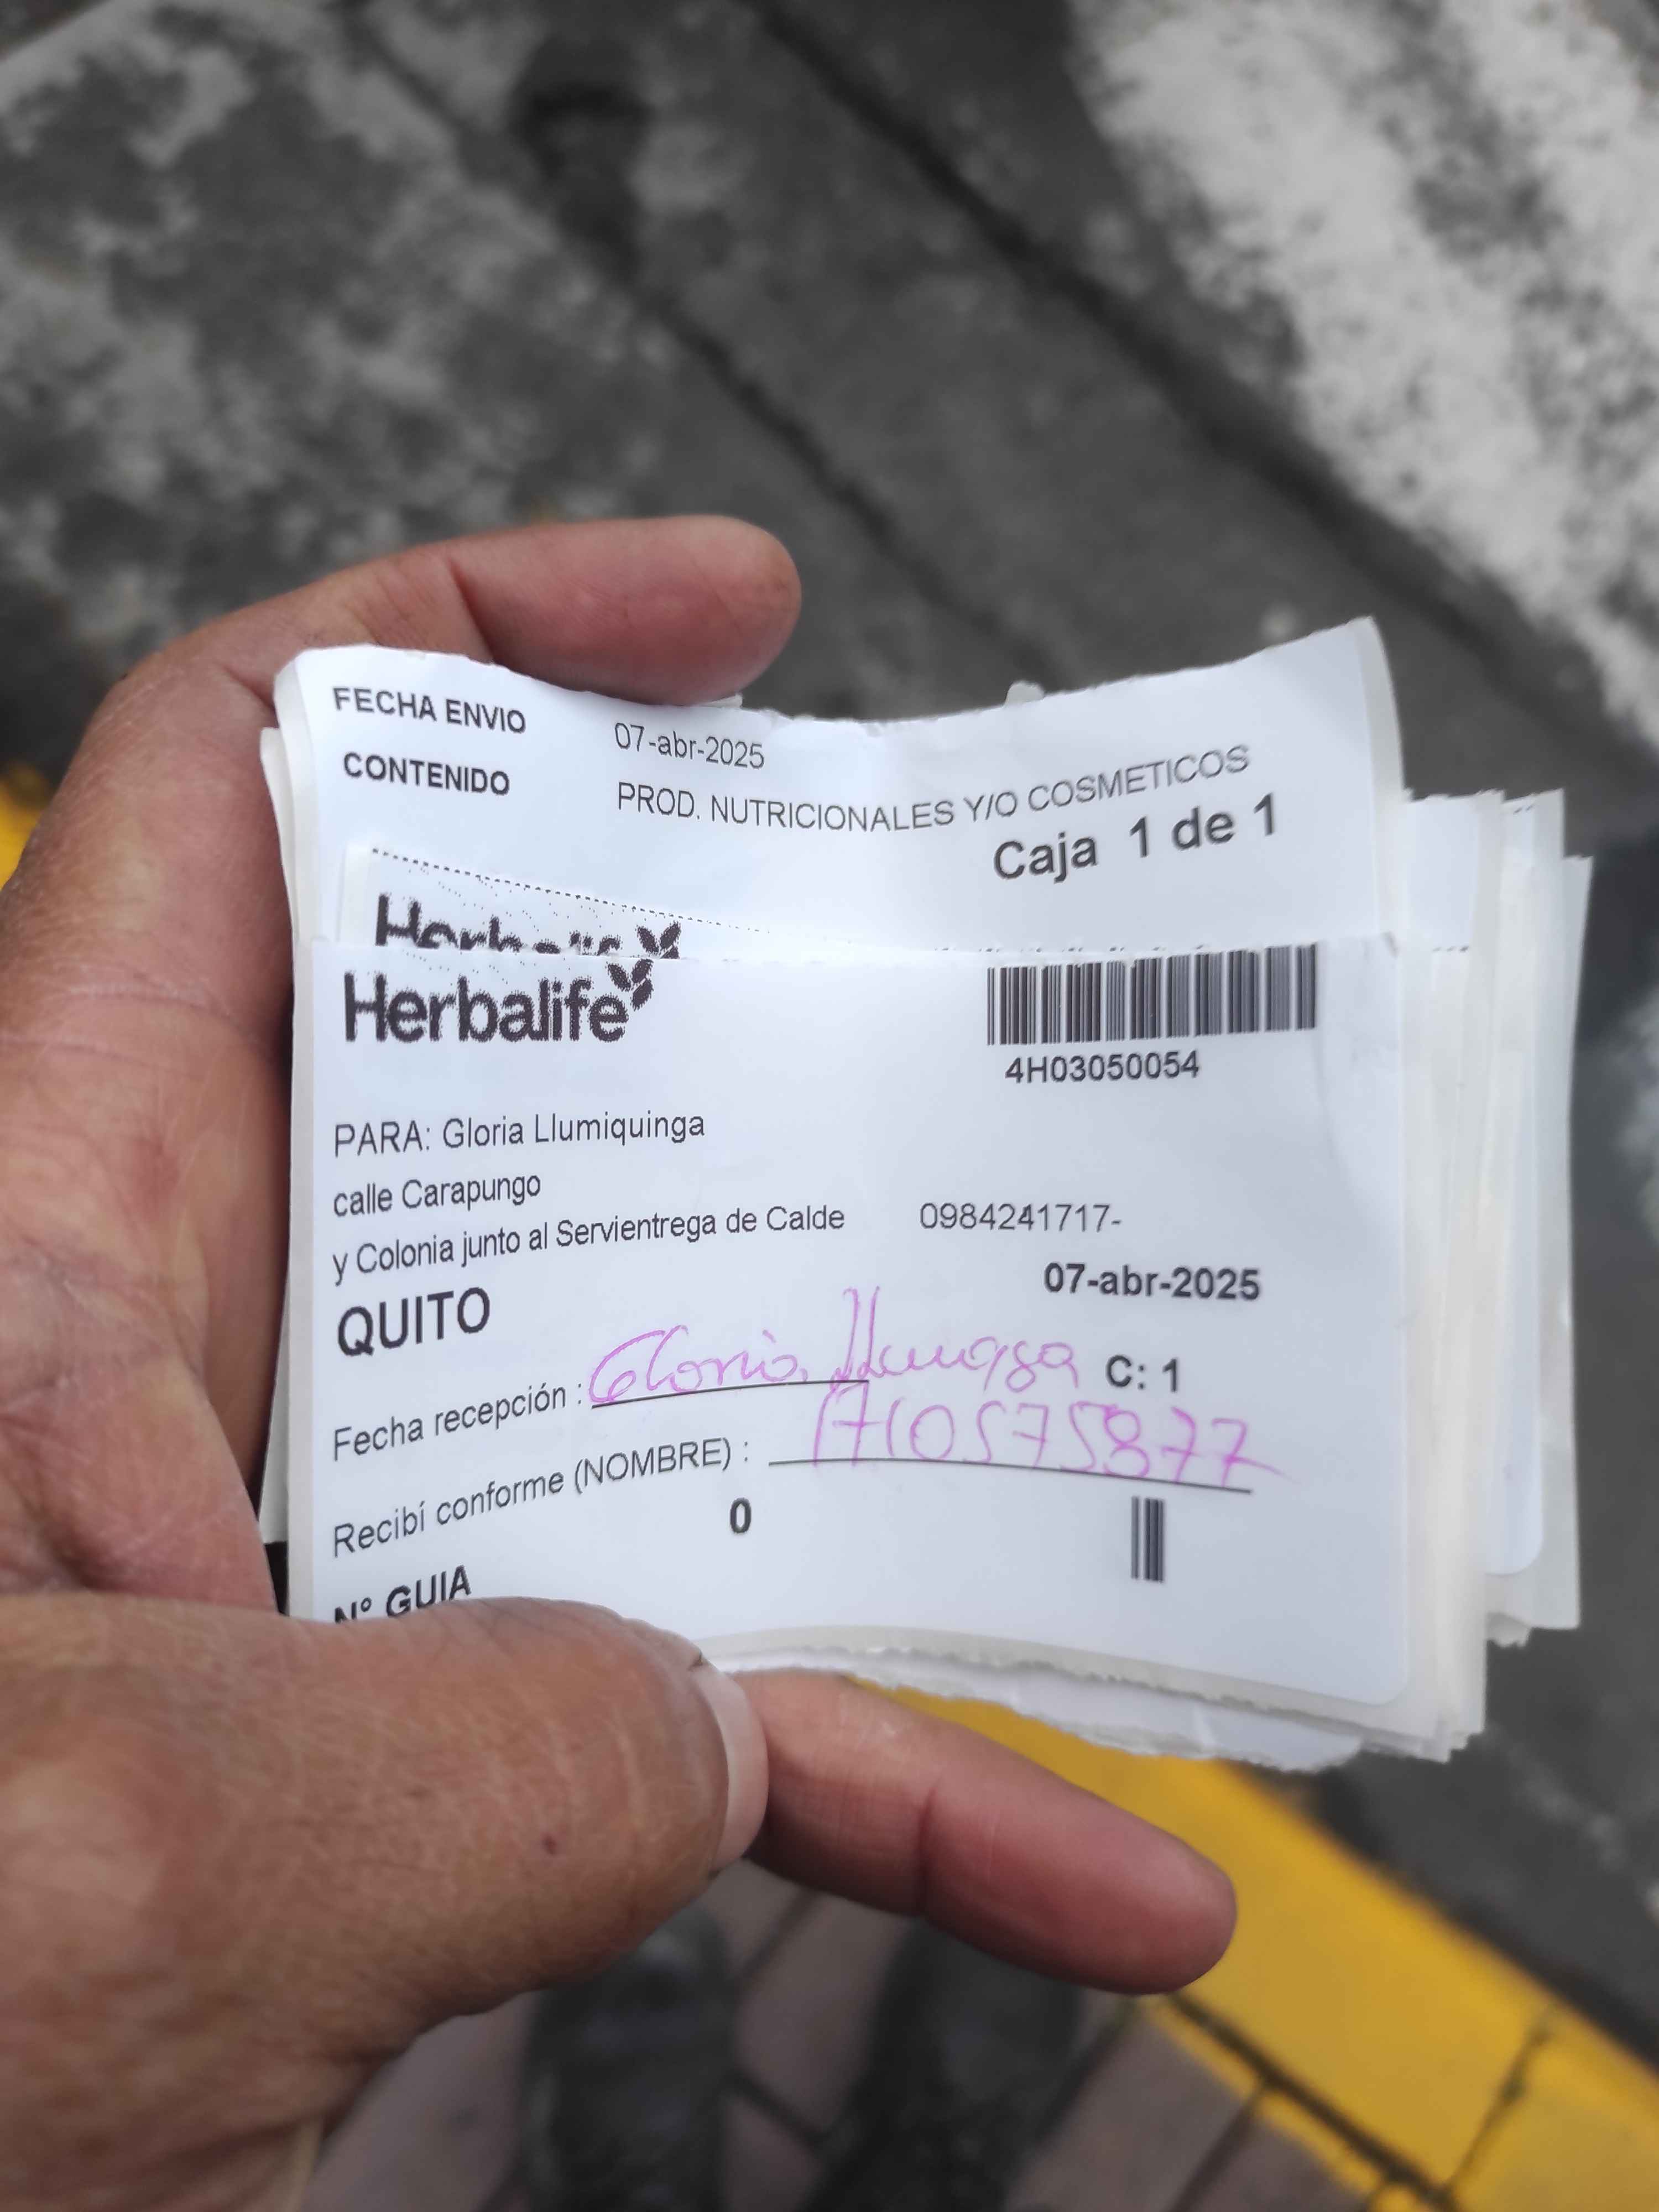 FECHA ENVIO 07-abr-2025
CONTENIDO PROD. NUTRICIONALES Y/O COSMETICOS
Caja 1 de 1
Herbalife
Herbalife
4H03050054
PARA: Gloria Llumiquinga
calle Carapungo
y Colonia junto al Servientrega de Calde 0984241717-
07-abr-2025
QUITO
Fecha recepción : Gloria C: 1
Recibí conforme (NOMBRE) : 1710575877
0
N° GUIA